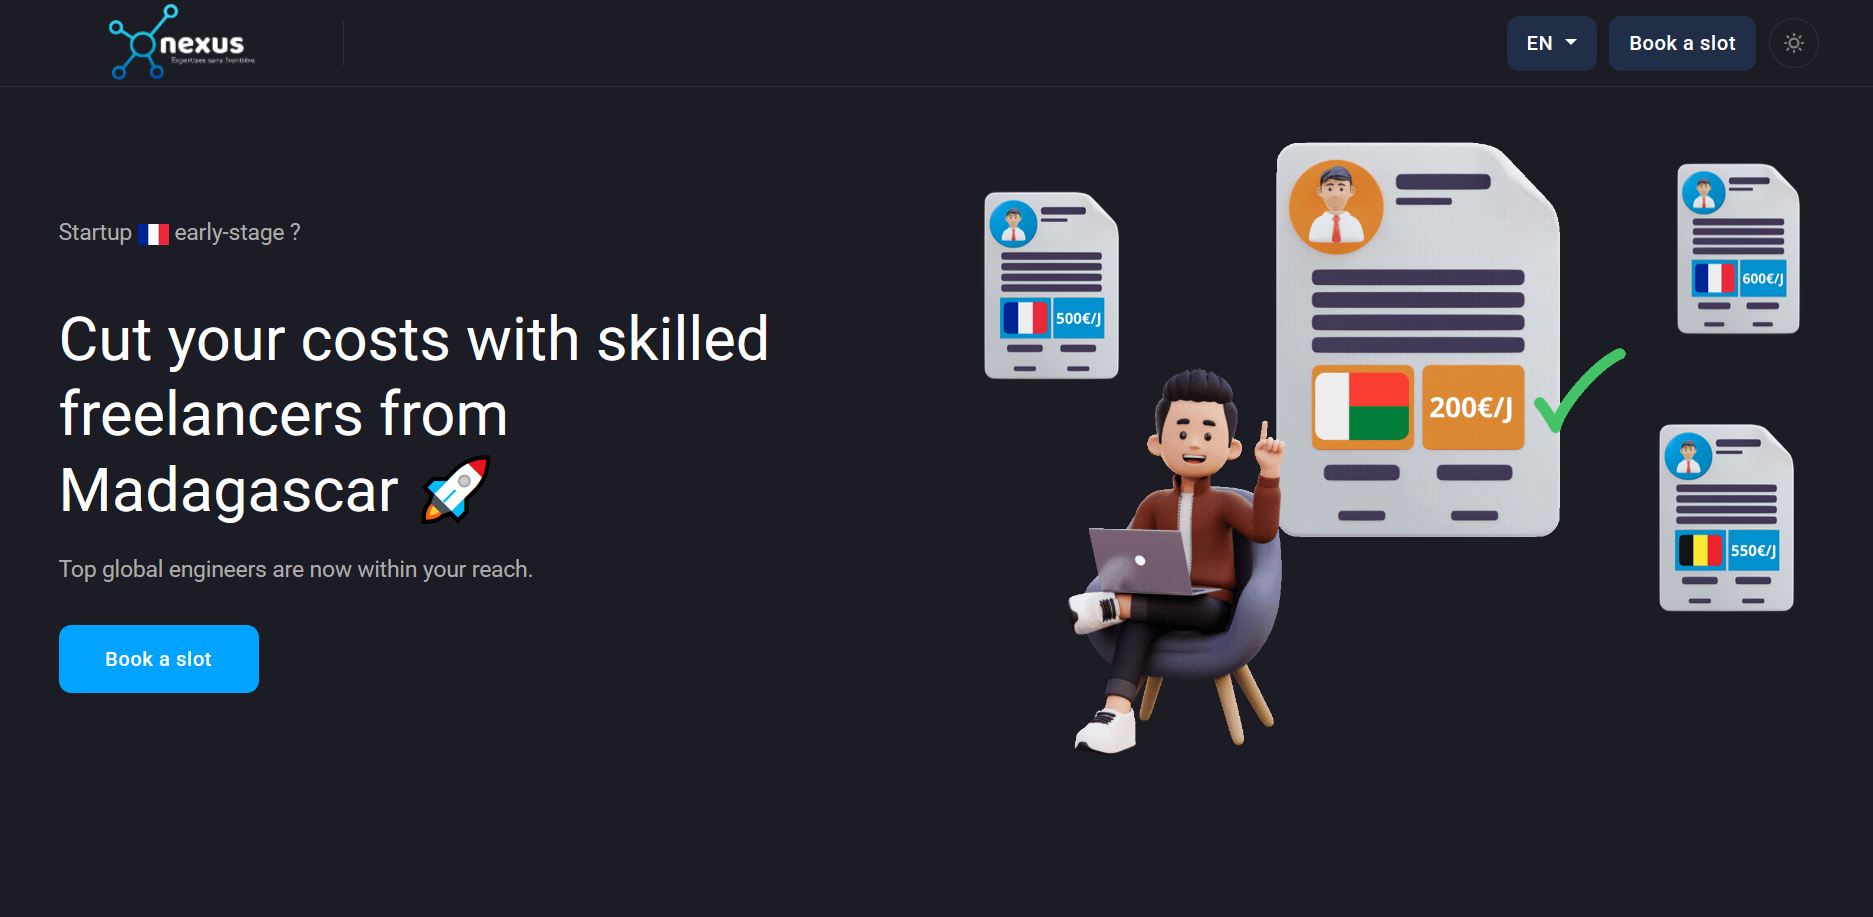 nexus
Expertises sans frontière.
EN
Book a slot
Startup early-stage ?
Cut your costs with skilled
freelancers from
Madagascar
Top global engineers are now within your reach.
Book a slot
500€/J
200€/J
600€/J
550€/J